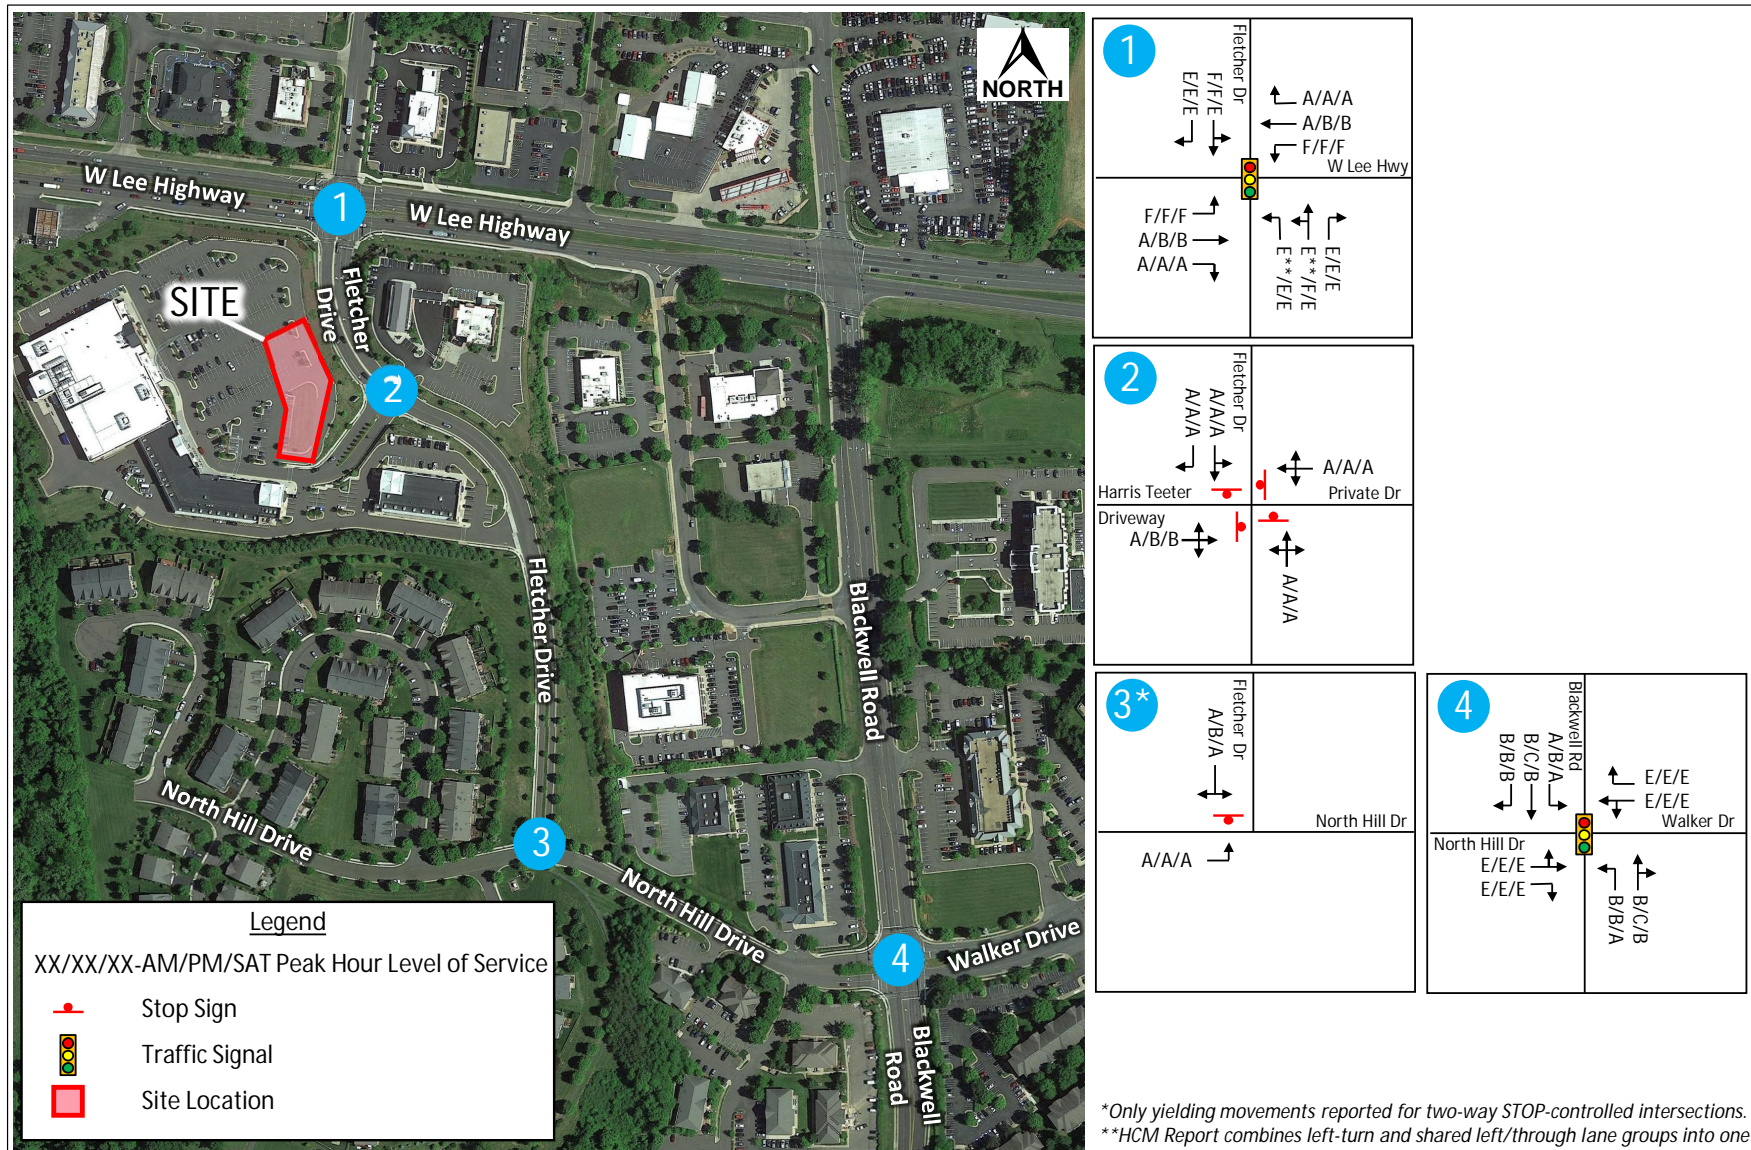 NORTH
W Lee Highway
1
W Lee Highway
SITE
Fletcher
Drive
2
Fletcher Drive
Blackwell Road
North Hill Drive
3
North Hill Drive
4
Walker Drive
Blackwell
Road
Legend
XX/XX/XX-AM/PM/SAT Peak Hour Level of Service
Stop Sign
Traffic Signal
Site Location
1
Fletcher Dr
E/E/E
F/F/E
A/A/A
A/B/B
F/F/F
W Lee Hwy
F/F/F
A/B/B
A/A/A
E**/E/E
E**/F/E
E/E/E
2
Fletcher Dr
A/A/A
A/A/A
A/A/A
Harris Teeter
Private Dr
Driveway
A/B/B
A/A/A
3*
Fletcher Dr
A/B/A
North Hill Dr
A/A/A
4
Blackwell Rd
B/B/B
B/C/B
A/B/A
E/E/E
E/E/E
Walker Dr
North Hill Dr
E/E/E
E/E/E
B/B/A
B/C/B
*Only yielding movements reported for two-way STOP-controlled intersections.
**HCM Report combines left-turn and shared left/through lane groups into one